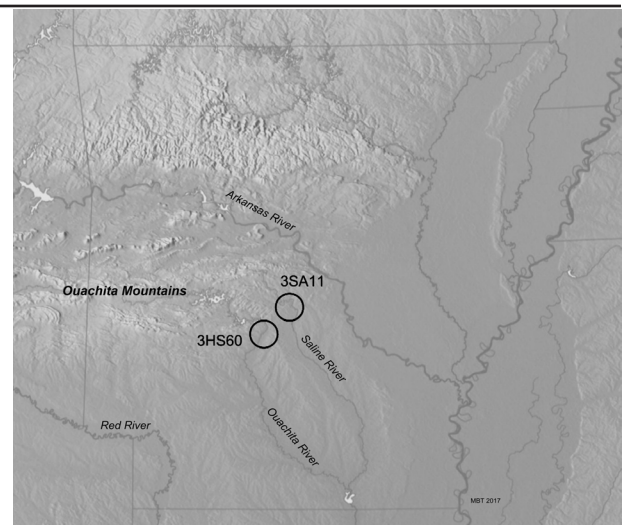 Arkansas River
3SA11
Ouachita Mountains
3HS60
Saline River
Red River
Ouachita River
MBT 2017